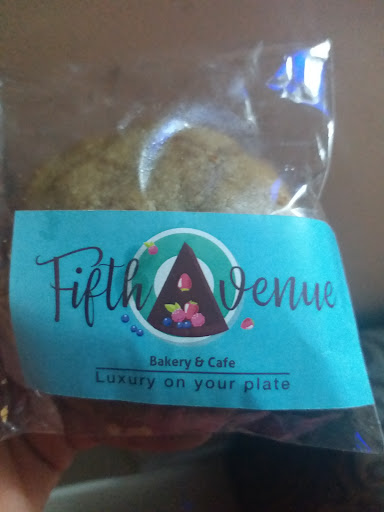 Fifth Avenue
Bakery & Cafe
Luxury on your plate